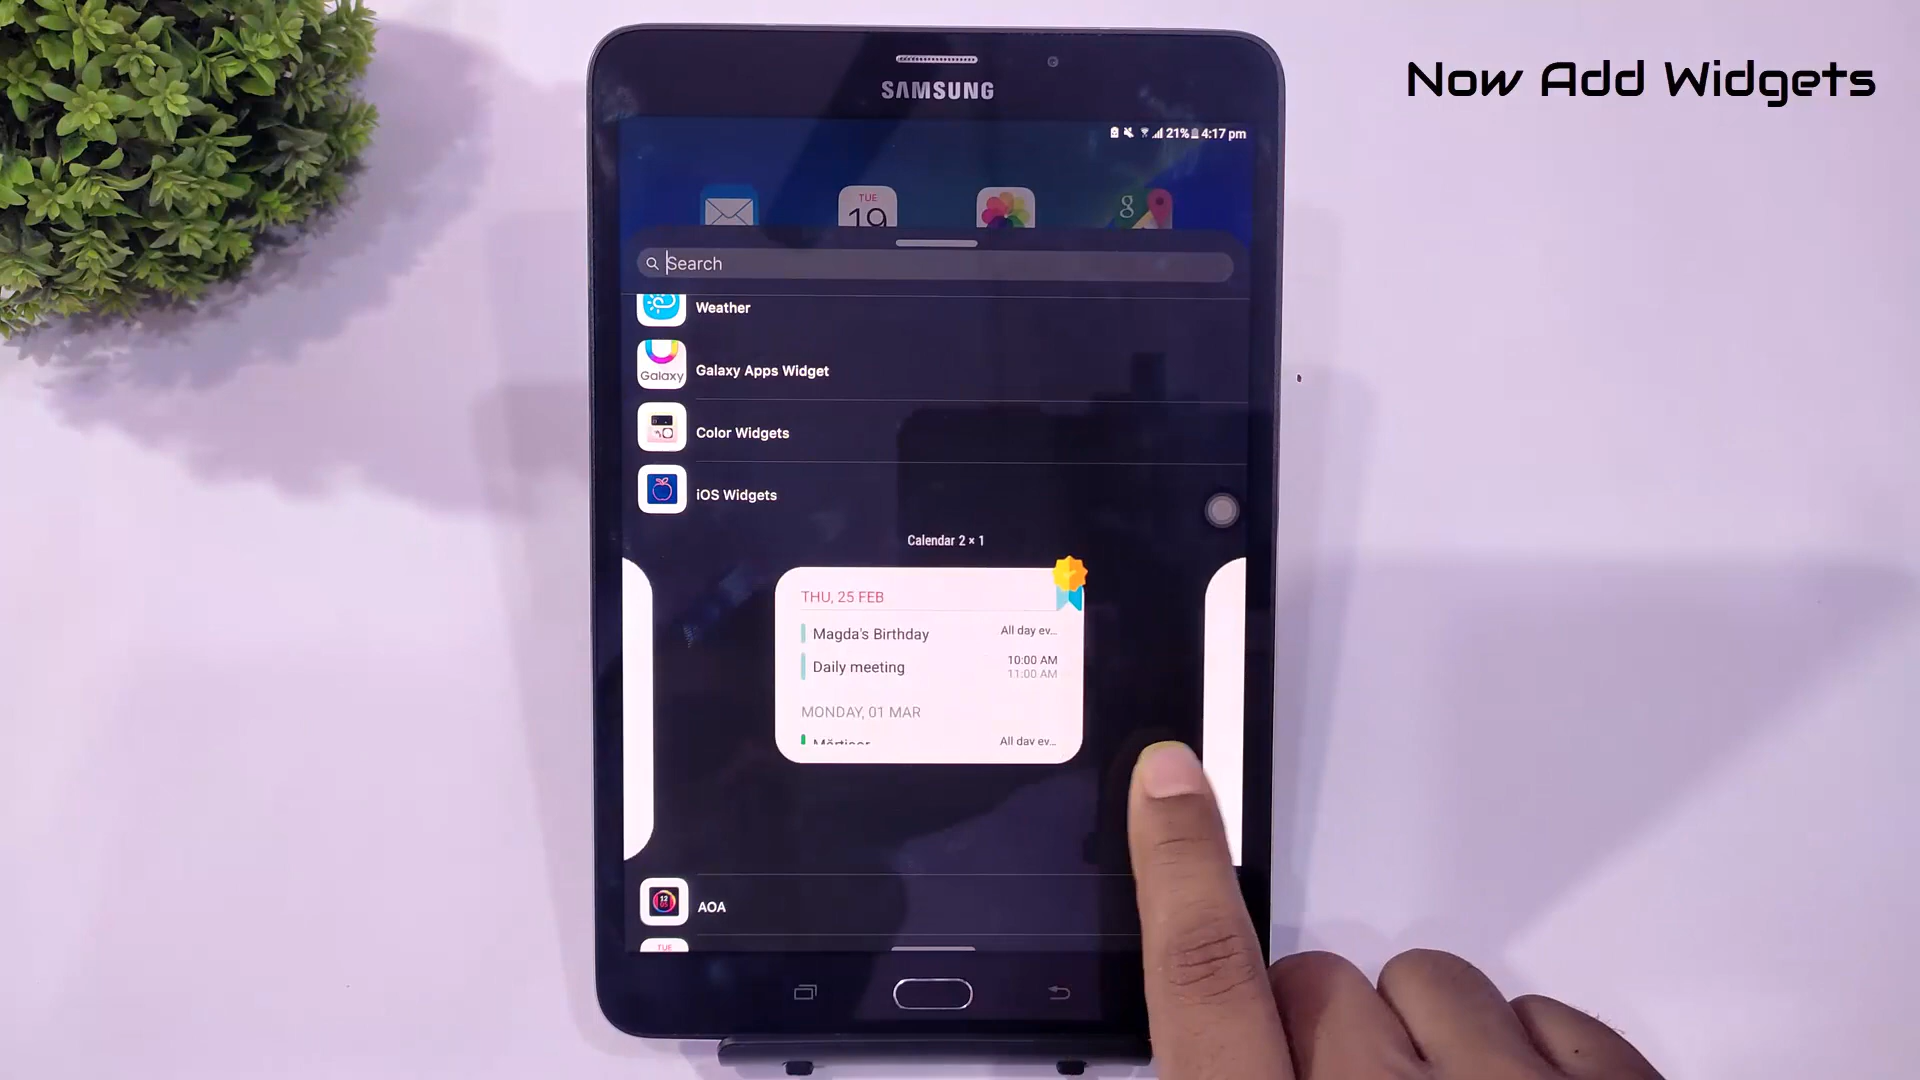 Now Add Widgets
SAMSUNG
21% 4:17 pm
TUE
19
g
Search
Weather
Galaxy
Galaxy Apps Widget
Color Widgets
iOS Widgets
Calendar 2 × 1
THU, 25 FEB
Magda's Birthday All day ev...
Daily meeting 10:00 AM
11:00 AM
MONDAY, 01 MAR
All day ev...
12
AOA
TUE